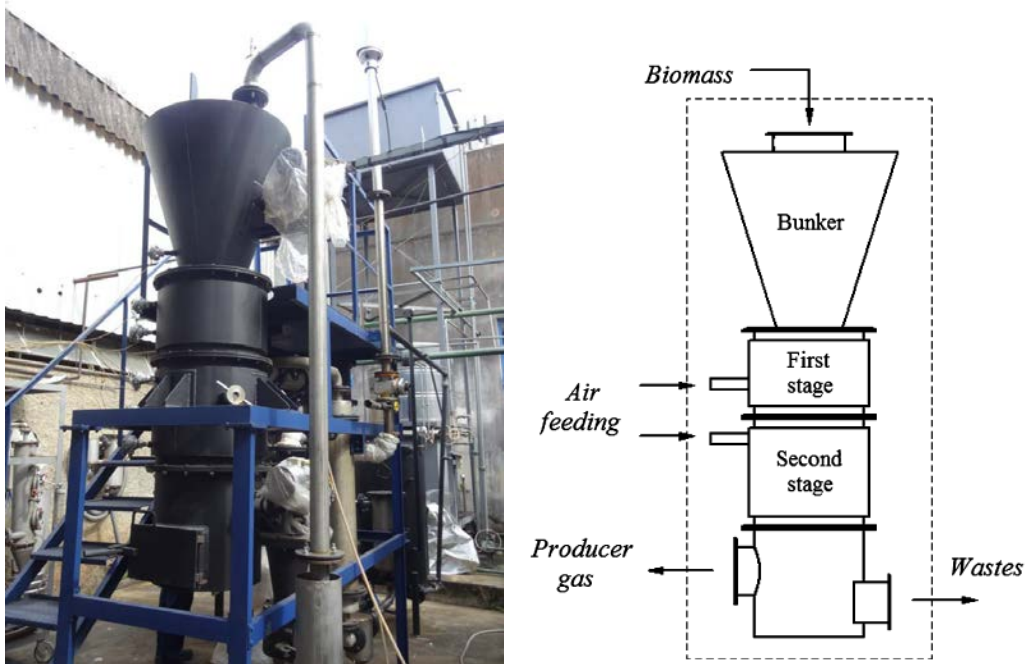 Biomass
Bunker
First
stage
Air
feeding
Second
stage
Producer
gas
Wastes